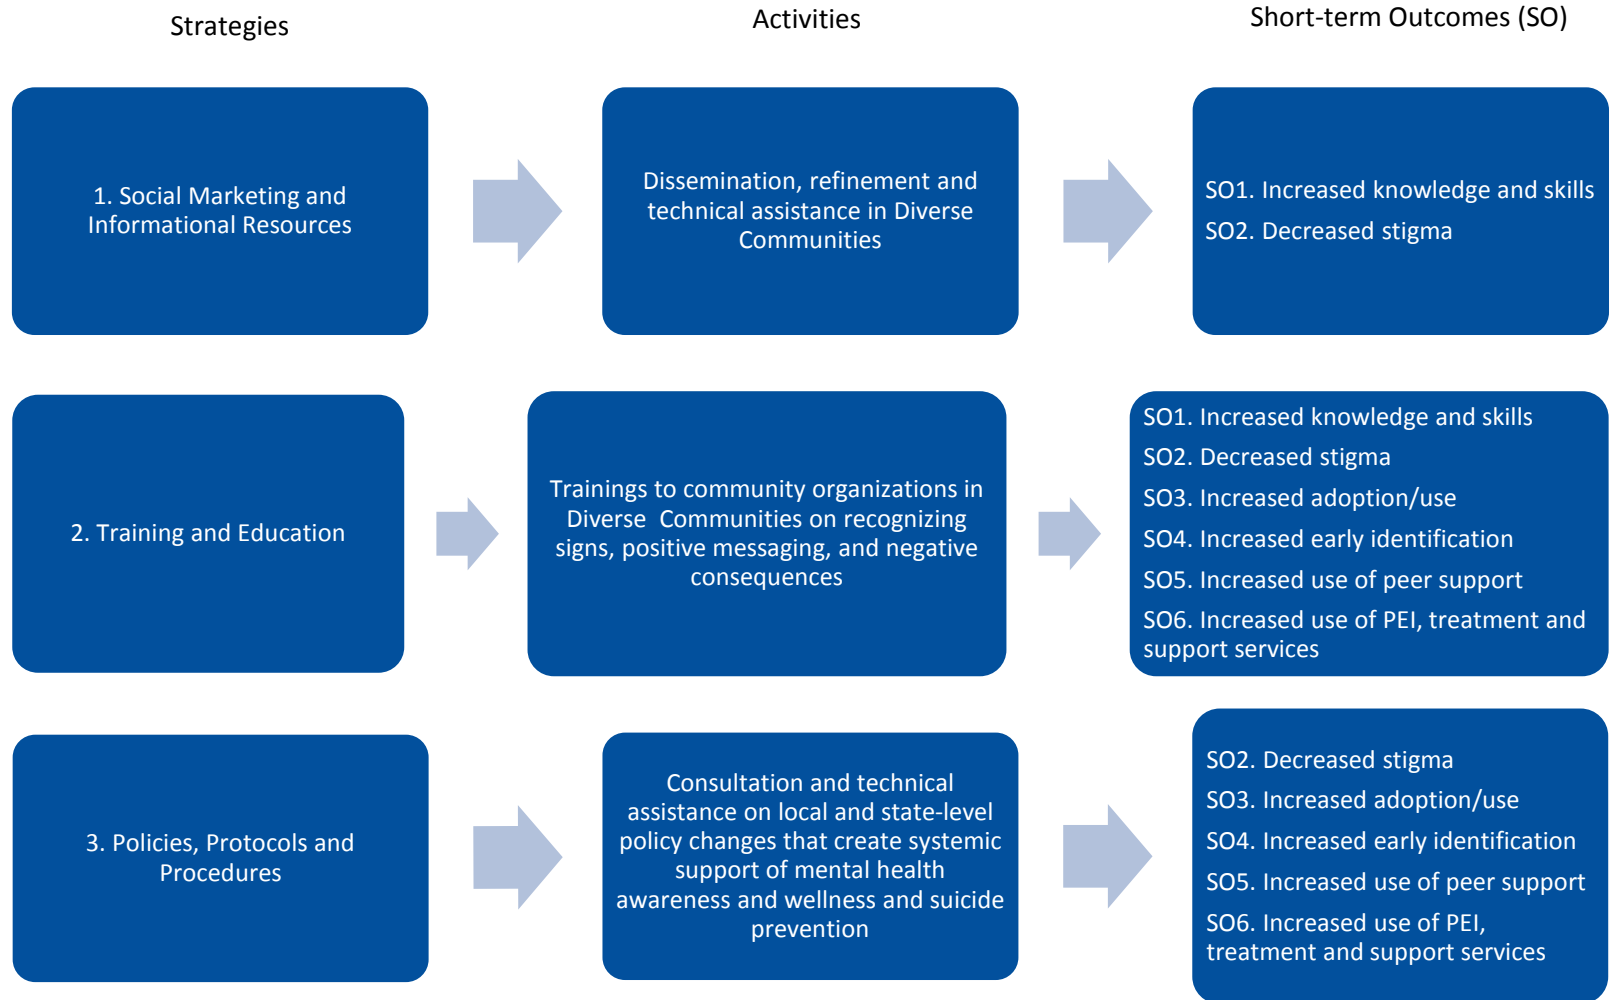 Strategies
Activities
Short-term Outcomes (SO)
1. Social Marketing and
Informational Resources
Dissemination, refinement and
technical assistance in Diverse
Communities
SO1. Increased knowledge and skills
SO2. Decreased stigma
2. Training and Education
Trainings to community organizations in
Diverse  Communities on recognizing
signs, positive messaging, and negative
consequences
SO1. Increased knowledge and skills
SO2. Decreased stigma
SO3. Increased adoption/use
SO4. Increased early identification
SO5. Increased use of peer support
SO6. Increased use of PEI, treatment and
support services
3. Policies, Protocols and
Procedures
Consultation and technical
assistance on local and state-level
policy changes that create systemic
support of mental health
awareness and wellness and suicide
prevention
SO2. Decreased stigma
SO3. Increased adoption/use
SO4. Increased early identification
SO5. Increased use of peer support
SO6. Increased use of PEI,
treatment and support services